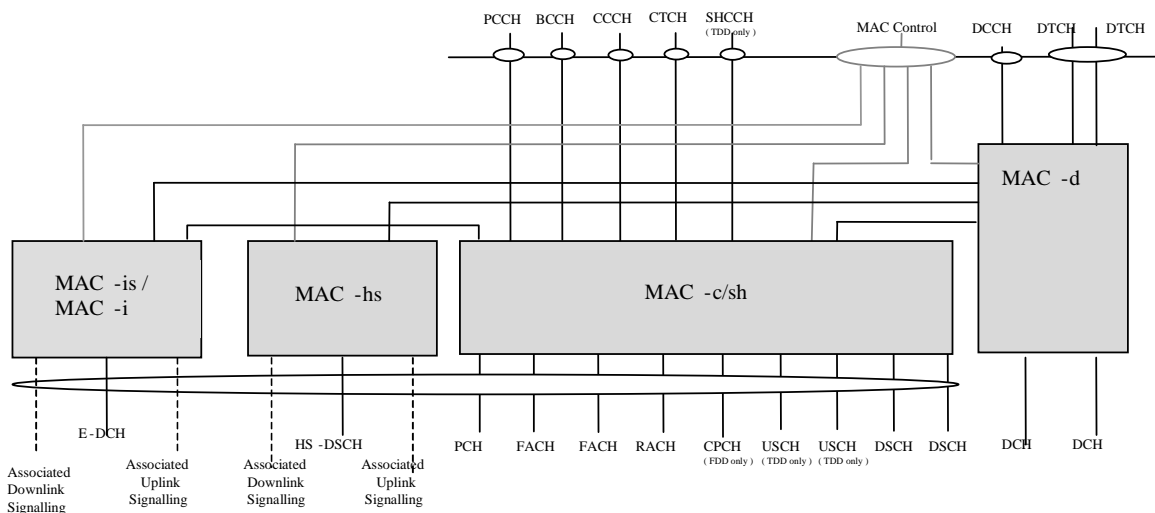 PCCH BCCH CCCH CTCH SHCCH MAC Control DCCH DTCH DTCH
( TDD only )
MAC -d
MAC -is /
MAC -i
MAC -hs
MAC -c/sh
E-DCH
HS -DSCH
PCH FACH FACH RACH CPCH USCH USCH DSCH DSCH DCH DCH
( FDD only ) ( TDD only ) ( TDD only )
Associated
Downlink
Signalling
Associated
Uplink
Signalling
Associated
Downlink
Signalling
Associated
Uplink
Signalling